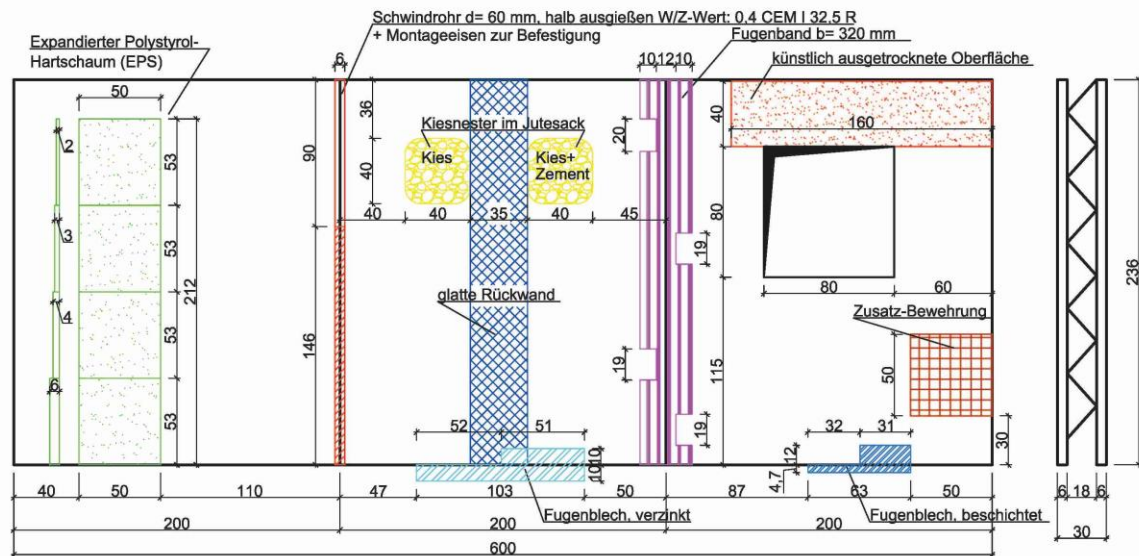 Schwindrohr d= 60 mm, halb ausgießen W/Z-Wert: 0,4 CEM I 32,5 R
+ Montageeisen zur Befestigung
Expandierter Polystyrol-
Hartschaum (EPS)
Fugenband b= 320 mm
künstlich ausgetrocknete Oberfläche
6
10 12 10
50
36
40
160
20
90
40
Kiesnester im Jutesack
Kies
Kies+
Zement
2
53
40 40 35 40 45
80
3
53
19
212
80 60
236
glatte Rückwand
Zusatz-Bewehrung
4
53
146
19
115
50
6
53
52 51
19
32 31
30
10 10
12
4,7
40 50 110 47 103 50 87 63 50
6 18 6
Fugenblech, verzinkt
Fugenblech, beschichtet
200 200 200
30
600